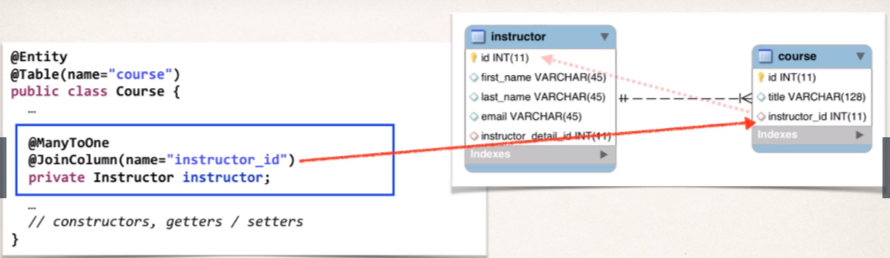 @Entity
@Table(name="course")
public class Course {
…
@ManyToOne
@JoinColumn(name="instructor_id")
private Instructor instructor;
…
// constructors, getters / setters
}
instructor
id INT(11)
first_name VARCHAR(45)
last_name VARCHAR(45)
email VARCHAR(45)
instructor_detail_id INT(11)
Indexes
course
id INT(11)
title VARCHAR(128)
instructor_id INT(11)
Indexes